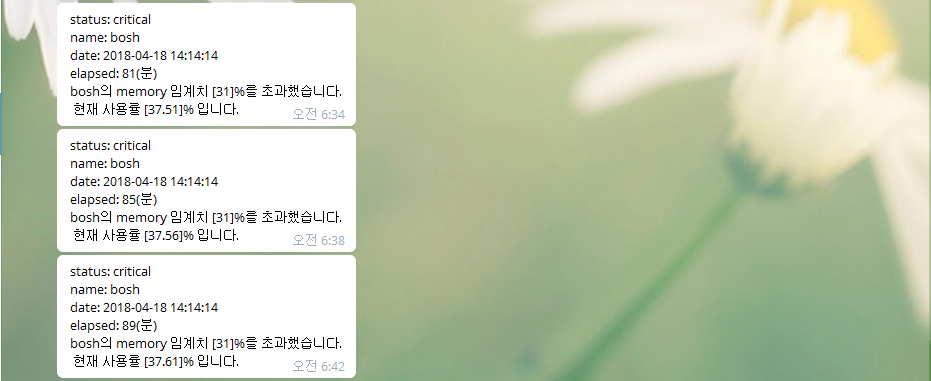 status: critical
name: bosh
date: 2018-04-18 14:14:14
elapsed: 81(분)
bosh의 memory 임계치 [31]%를 초과했습니다.
현재 사용률 [37.51]% 입니다.
오전 6:34
status: critical
name: bosh
date: 2018-04-18 14:14:14
elapsed: 85(분)
bosh의 memory 임계치 [31]%를 초과했습니다.
현재 사용률 [37.56]% 입니다.
오전 6:38
status: critical
name: bosh
date: 2018-04-18 14:14:14
elapsed: 89(분)
bosh의 memory 임계치 [31]%를 초과했습니다.
현재 사용률 [37.61]% 입니다.
오전 6:42